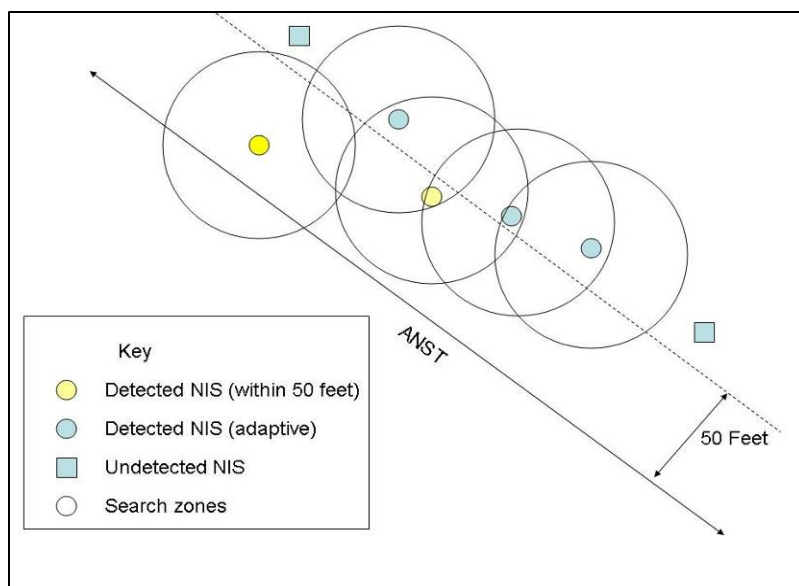 ANST
50 Feet
Key
Detected NIS (within 50 feet)
Detected NIS (adaptive)
Undetected NIS
Search zones